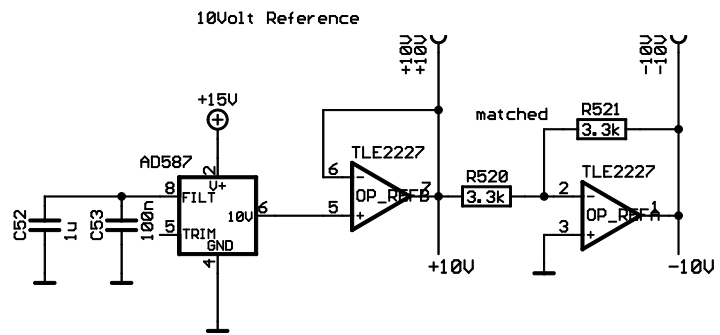 10Volt Reference
+10V
+10V
-10V
-10V
+15V
matched
R521
3.3k
AD587
TLE2227
R520
3.3k
TLE2227
2
V+
8
FILT
10V
6
5
TRIM
GND
4
C52
1u
C53
100n
6
-
5
+
OP_REFB
7
2
-
3
+
OP_REFA
1
+10V
-10V